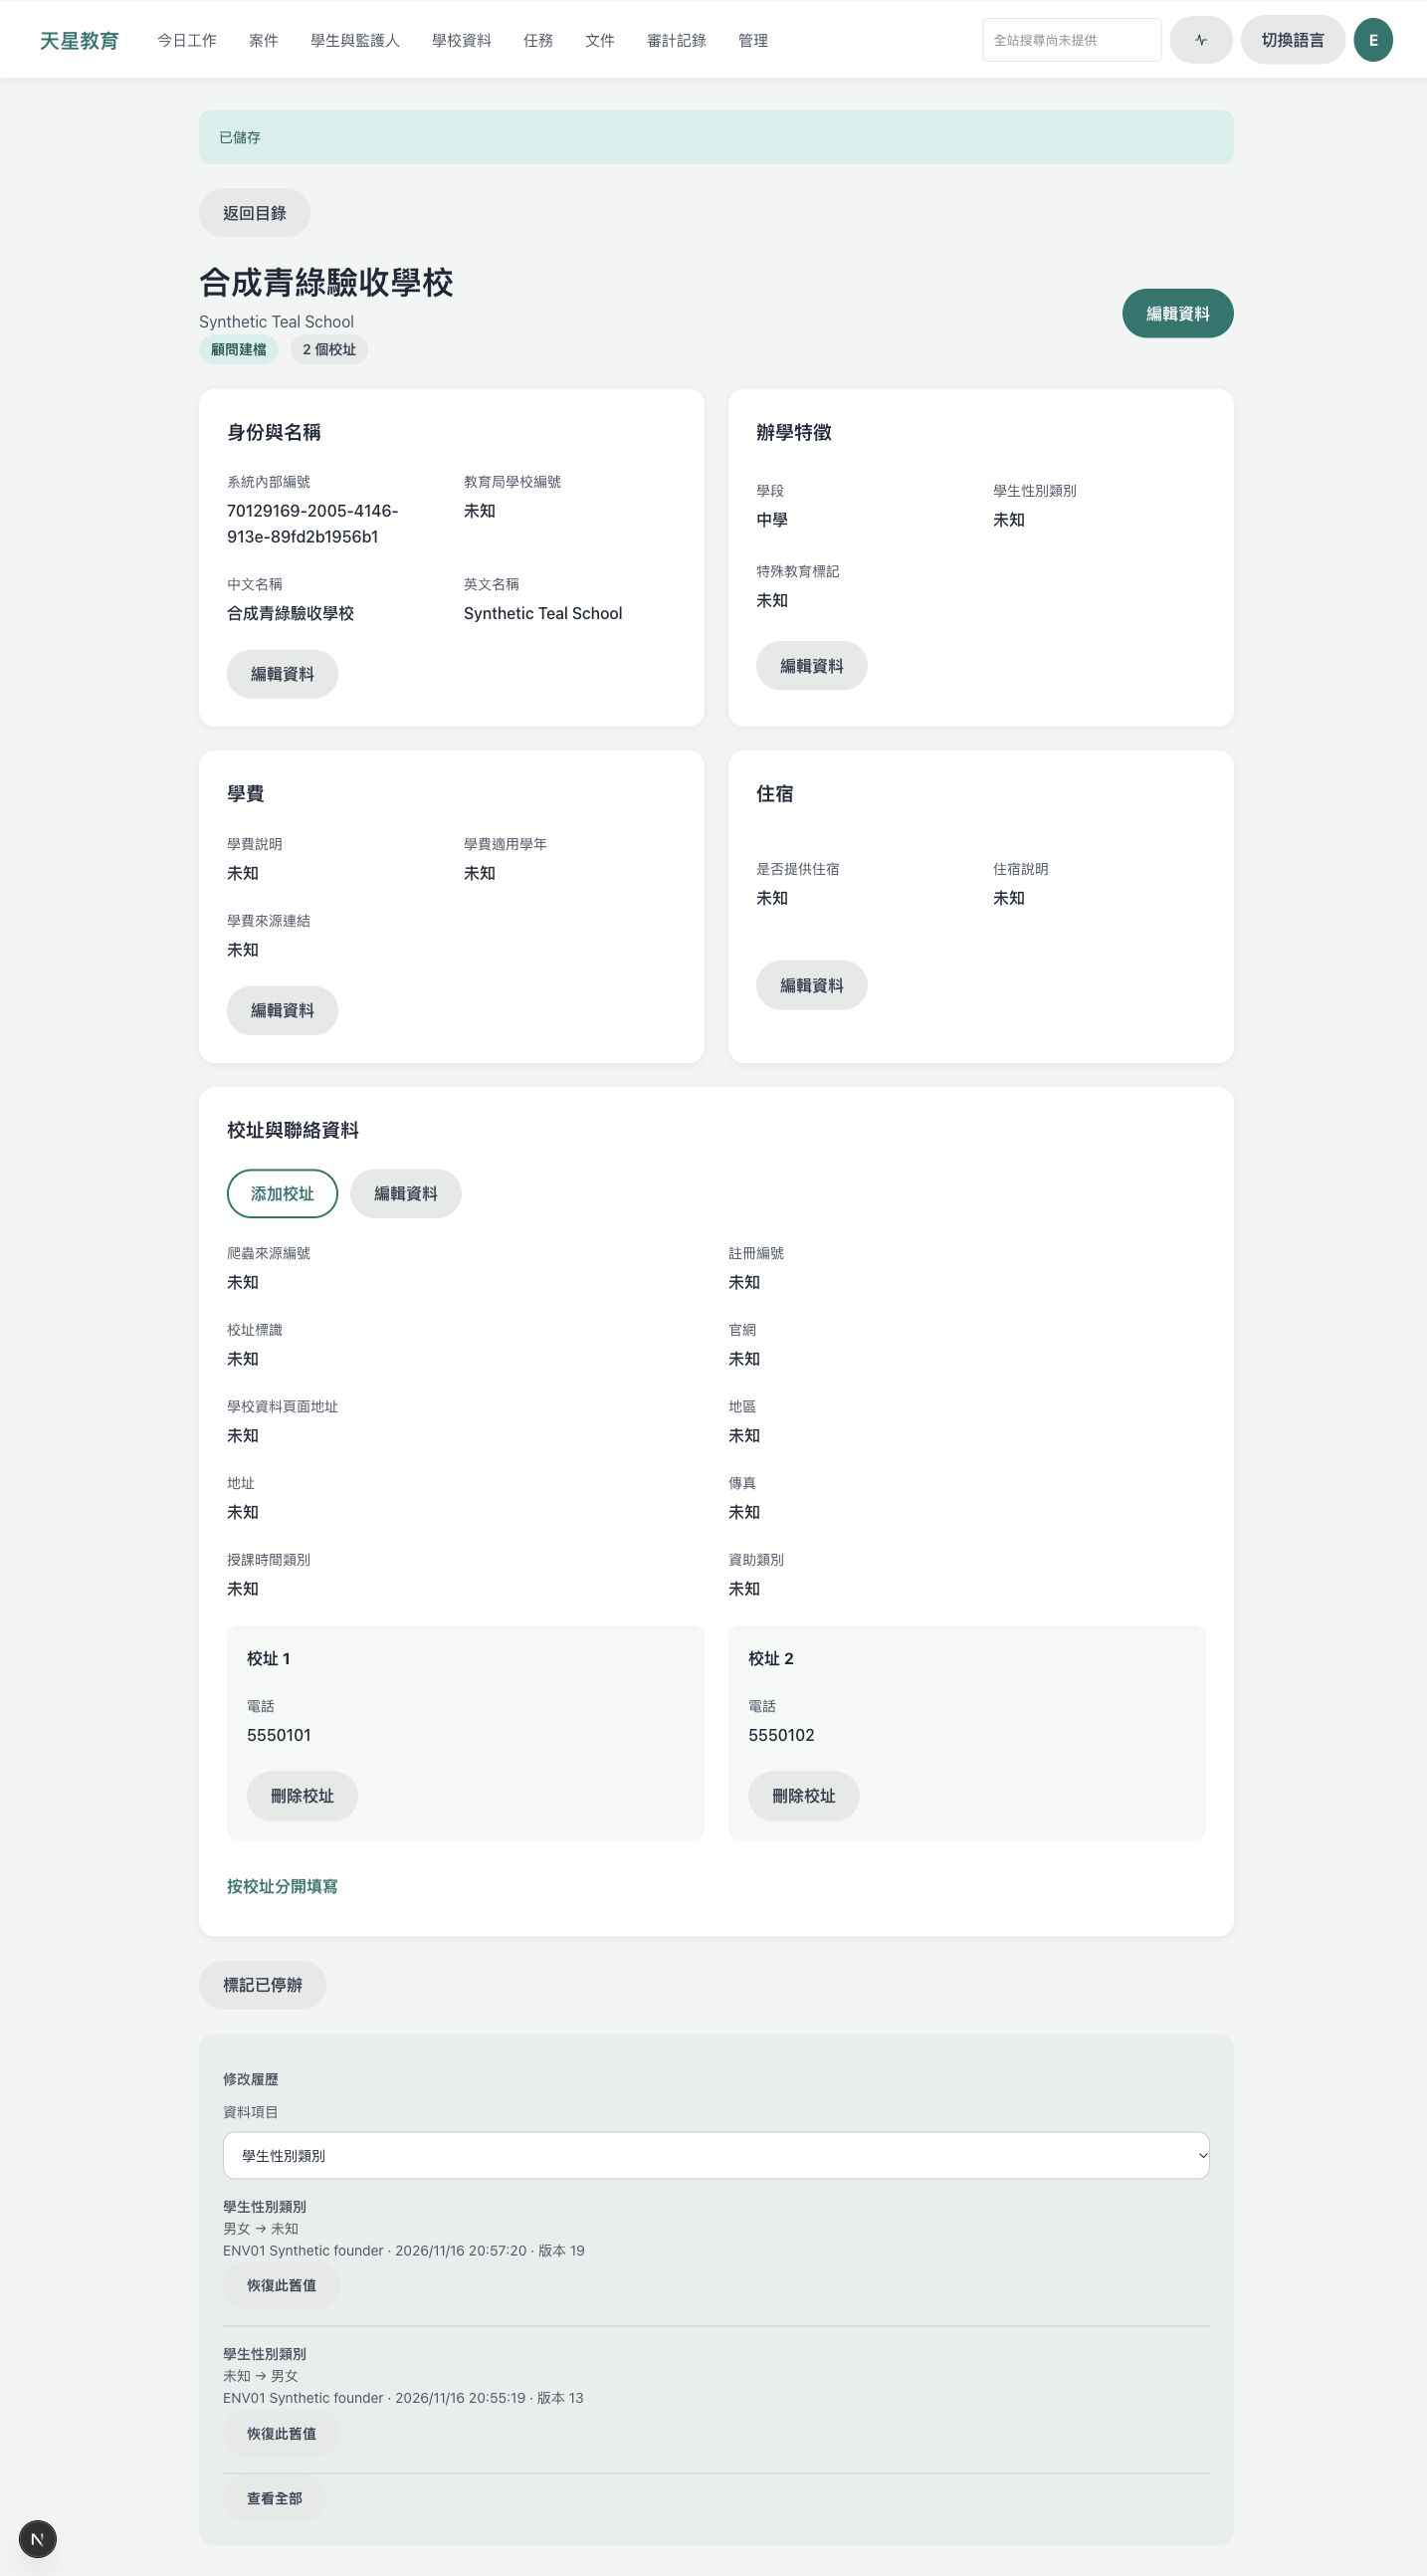 天星教育
今日工作
案件
學生與監護人
學校資料
任務
文件
審計記錄
管理
全站搜尋尚未提供
切換語言
E
已儲存
返回目錄
合成青綠驗收學校
Synthetic Teal School
顧問建檔
2 個校址
編輯資料
身份與名稱
系統內部編號
70129169-2005-4146-
913e-89fd2b1956b1
教育局學校編號
未知
中文名稱
合成青綠驗收學校
英文名稱
Synthetic Teal School
編輯資料
辦學特徵
學段
中學
學生性別類別
未知
特殊教育標記
未知
編輯資料
學費
學費說明
未知
學費適用學年
未知
學費來源連結
未知
編輯資料
住宿
是否提供住宿
未知
住宿說明
未知
編輯資料
校址與聯絡資料
添加校址
編輯資料
爬蟲來源編號
未知
註冊編號
未知
校址標識
未知
官網
未知
學校資料頁面地址
未知
地區
未知
地址
未知
傳真
未知
授課時間類別
未知
資助類別
未知
校址 1
電話
5550101
刪除校址
校址 2
電話
5550102
刪除校址
按校址分開填寫
標記已停辦
修改履歷
資料項目
學生性別類別
學生性別類別
男女 → 未知
ENV01 Synthetic founder · 2026/11/16 20:57:20 · 版本 19
恢復此舊值
學生性別類別
未知 → 男女
ENV01 Synthetic founder · 2026/11/16 20:55:19 · 版本 13
恢復此舊值
查看全部
N